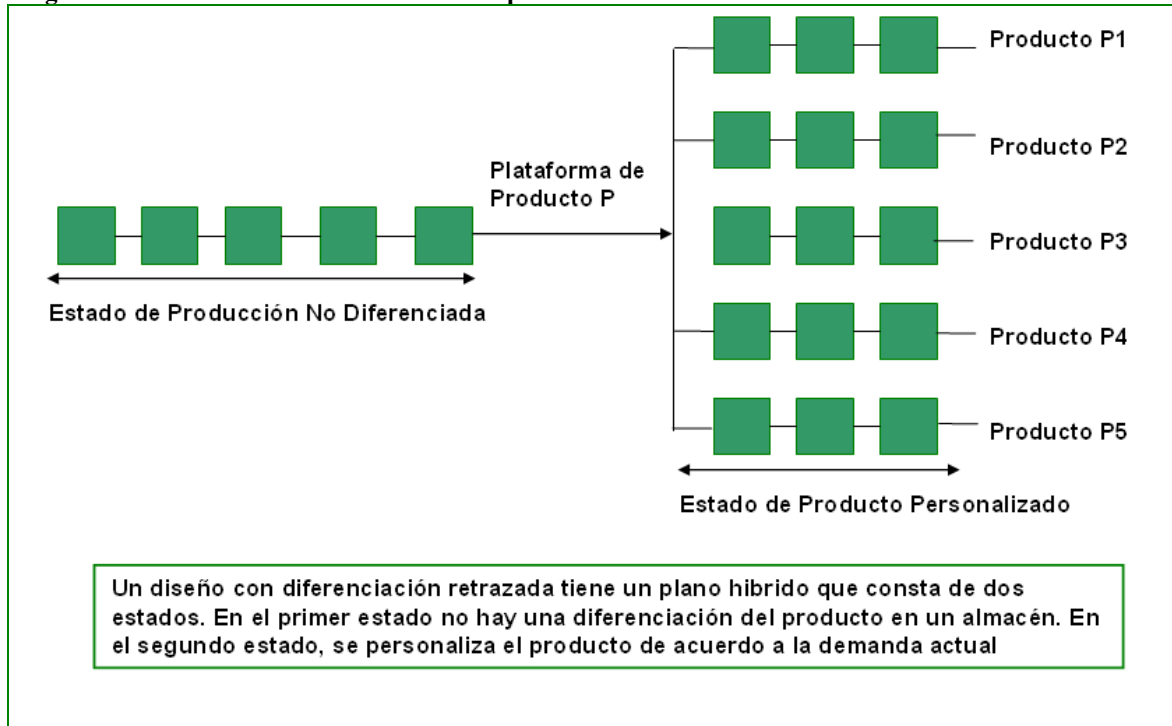 Producto P1
Producto P2
Plataforma de
Producto P
Producto P3
Estado de Producción No Diferenciada
Producto P4
Producto P5
Estado de Producto Personalizado
Un diseño con diferenciación retrazada tiene un plano hibrido que consta de dos
estados. En el primer estado no hay una diferenciación del producto en un almacén. En
el segundo estado, se personaliza el producto de acuerdo a la demanda actual